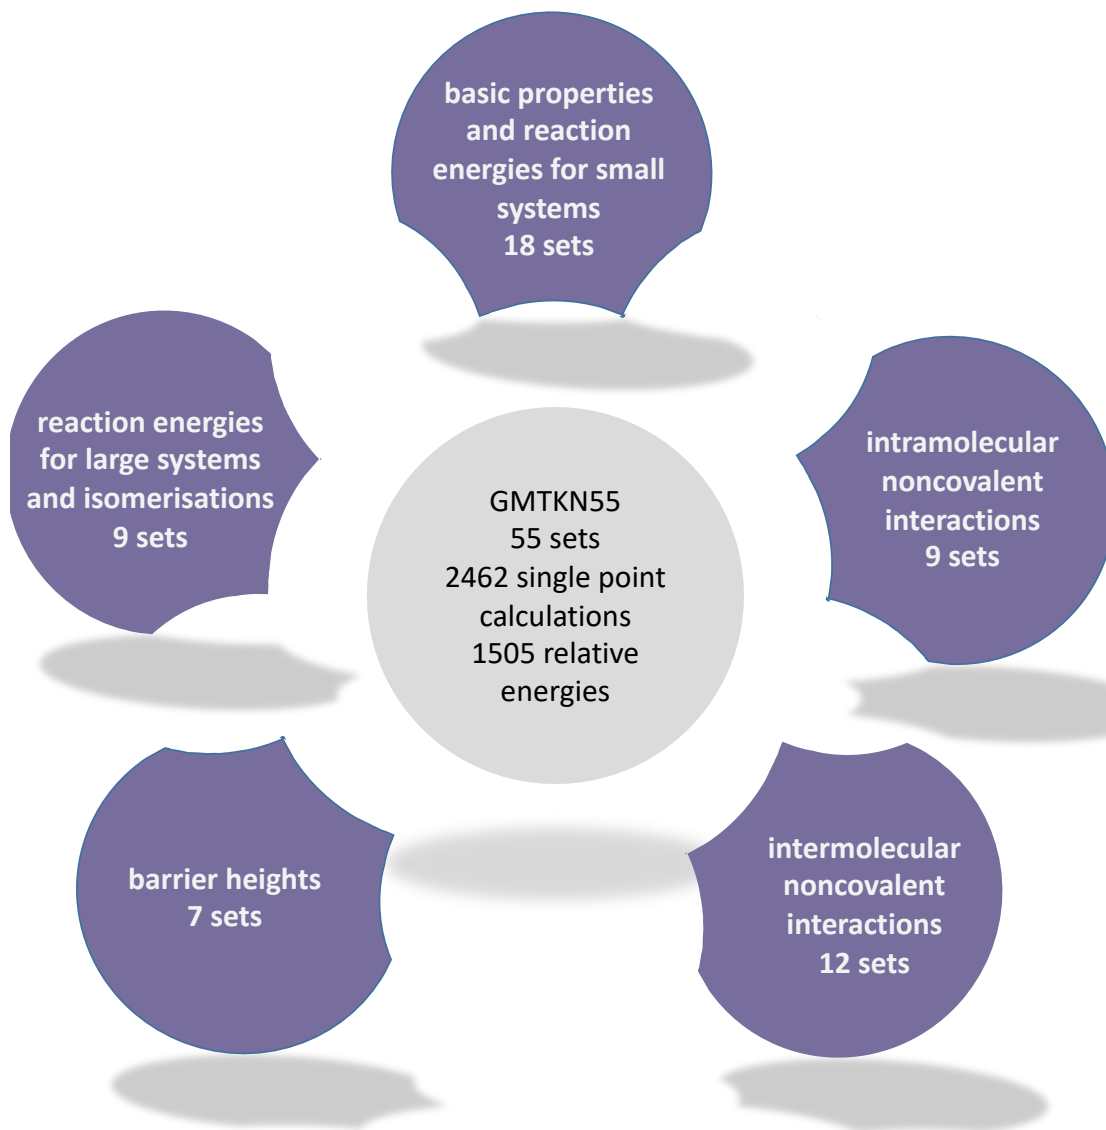 basic properties
and reaction
energies for small
systems
18 sets
reaction energies
for large systems
and isomerisations
9 sets
intramolecular
noncovalent
interactions
9 sets
GMTKN55
55 sets
2462 single point
calculations
1505 relative
energies
barrier heights
7 sets
intermolecular
noncovalent
interactions
12 sets